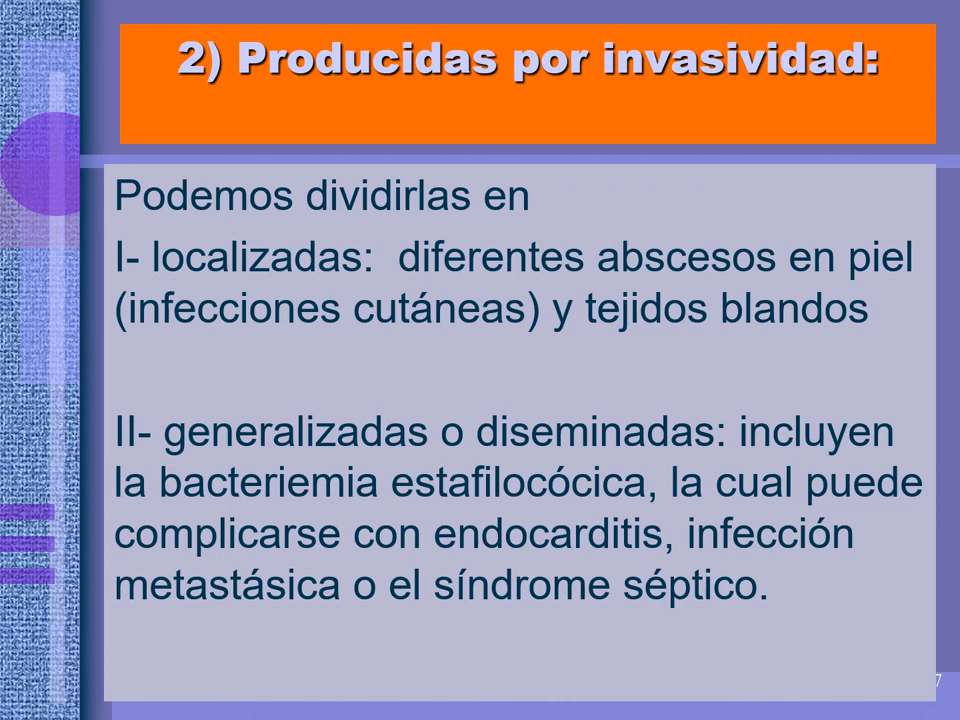 2) Producidas por invasividad:
Podemos dividirlas en
I- localizadas:  diferentes abscesos en piel
(infecciones cutáneas) y tejidos blandos
II- generalizadas o diseminadas: incluyen
la bacteriemia estafilocócica, la cual puede
complicarse con endocarditis, infección
metastásica o el síndrome séptico.
7